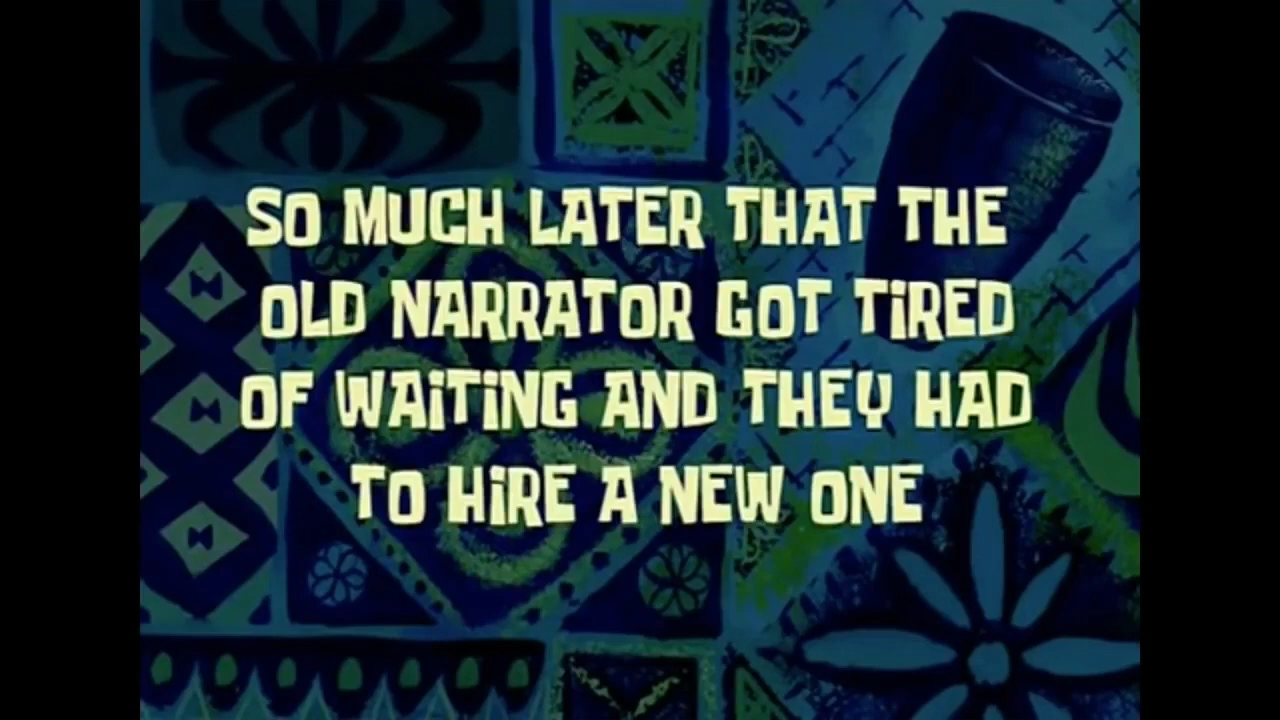 SO MUCH LATER THAT THE
OLD NARRATOR GOT TiRED
OF WAiTiNG AND THEY HAD
TO HiRE A NEW ONE